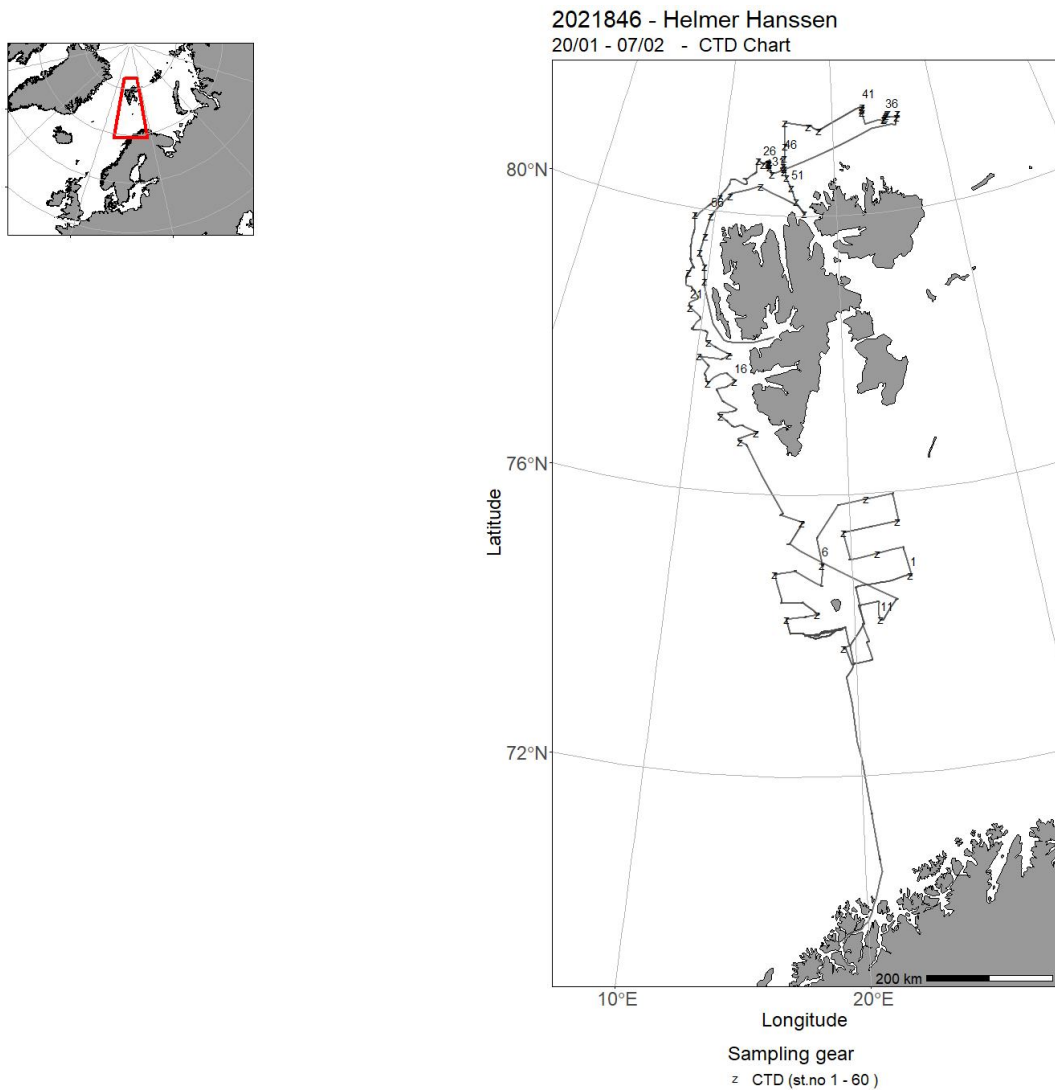 2021846 - Helmer Hanssen
20/01 - 07/02 - CTD Chart
41
36
46
26
31
51
80°N
56
21
16
76°N
6
1
11
72°N
200 km
10°E
20°E
Latitude
Longitude
Sampling gear
z CTD (st.no 1 - 60 )